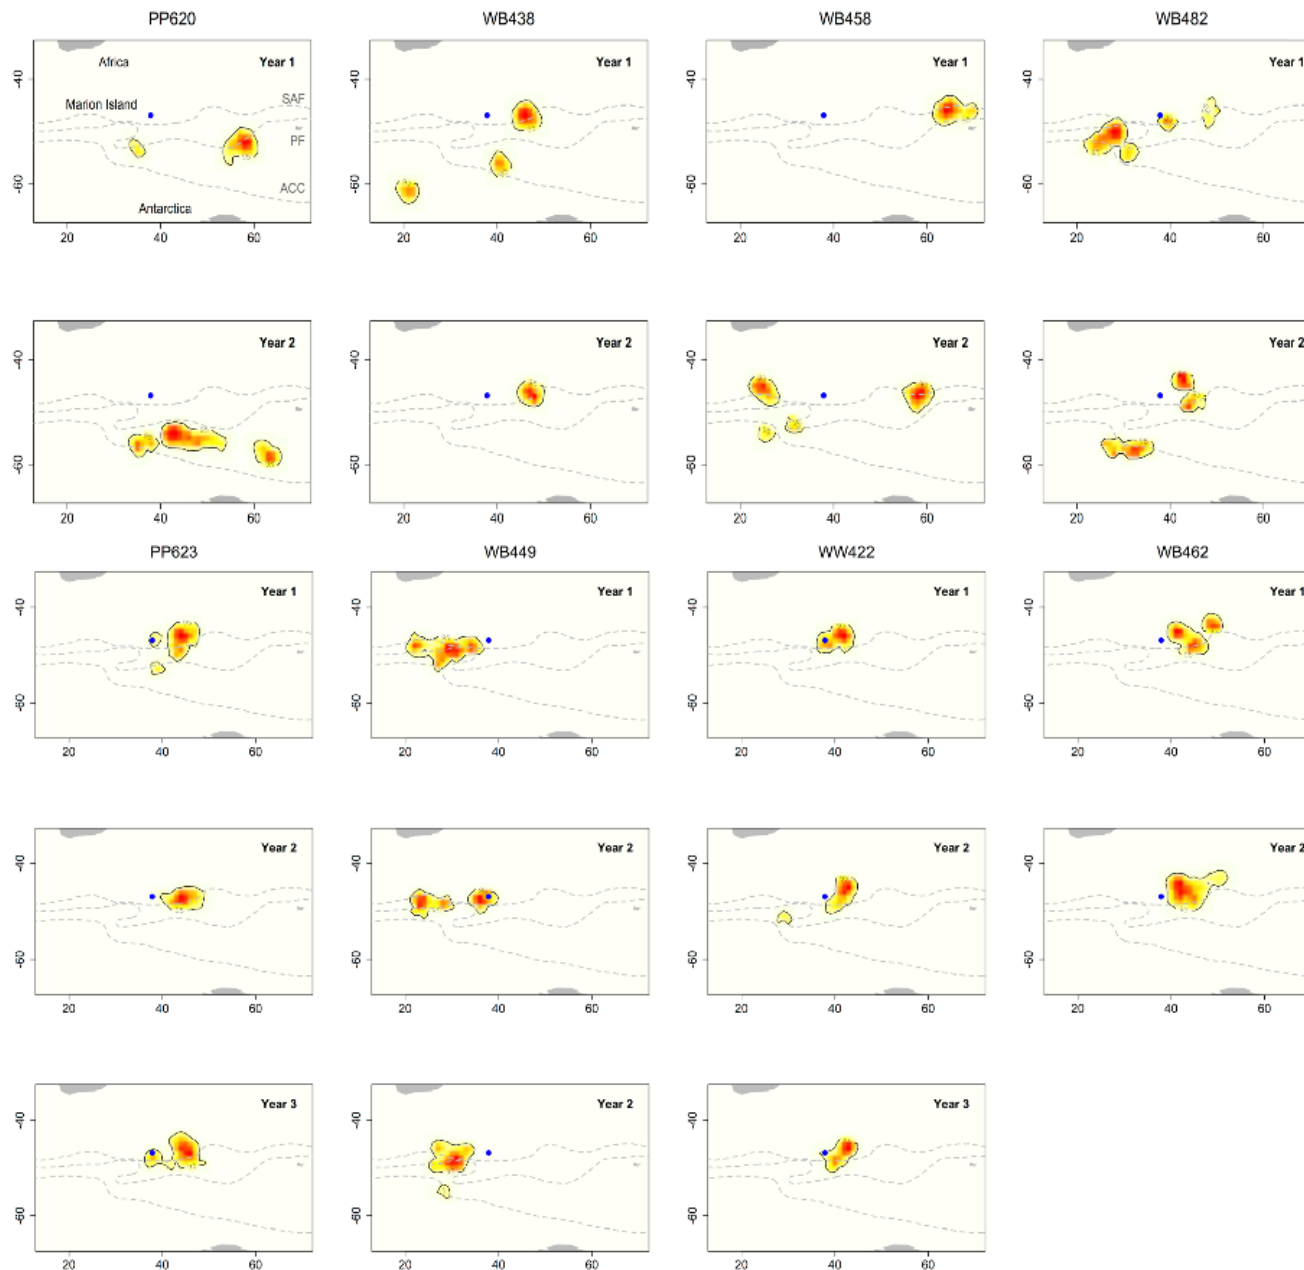 PP620 WB438 WB458 WB482
Africa Year 1 Year 1 Year 1 Year 1
-40 -40 -40 -40
Marion Island SAF
PF
-60 ACC -60 -60 -60
Antarctica
20 40 60 20 40 60 20 40 60 20 40 60
Year 2 Year 2 Year 2 Year 2
-40 -40 -40 -40
-60 -60 -60 -60
20 40 60 20 40 60 20 40 60 20 40 60
PP623 WB449 WW422 WB462
Year 1 Year 1 Year 1 Year 1
-40 -40 -40 -40
-60 -60 -60 -60
20 40 60 20 40 60 20 40 60 20 40 60
Year 2 Year 2 Year 2 Year 2
-40 -40 -40 -40
-60 -60 -60 -60
20 40 60 20 40 60 20 40 60 20 40 60
Year 3 Year 2 Year 3
-40 -40 -40
-60 -60 -60
20 40 60 20 40 60 20 40 60